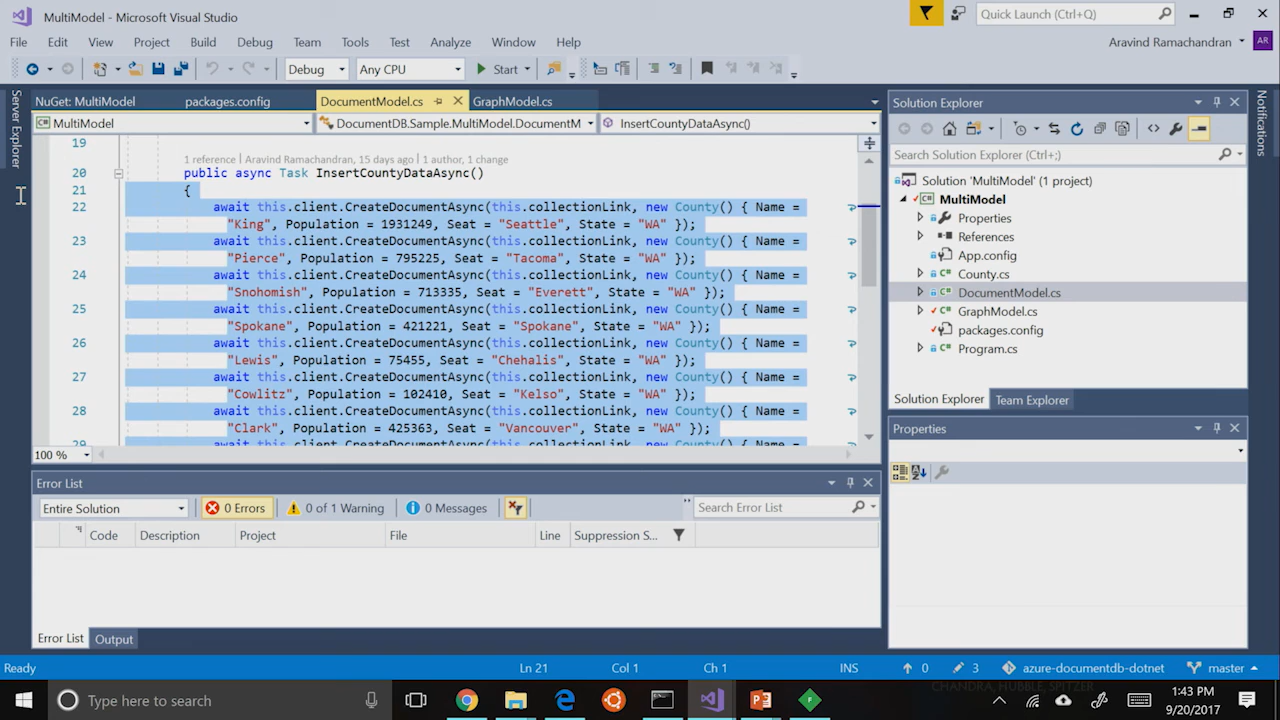 MultiModel - Microsoft Visual Studio
Quick Launch (Ctrl+Q)
File Edit View Project Build Debug Team Tools Test Analyze Window Help
Aravind Ramachandran AR
Debug Any CPU Start
Server Explorer
Notifications
NuGet: MultiModel packages.config DocumentModel.cs GraphModel.cs
MultiModel DocumentDB.Sample.MultiModel.DocumentM InsertCountyDataAsync()
19
1 reference | Aravind Ramachandran, 15 days ago | 1 author, 1 change
20 public async Task InsertCountyDataAsync()
21 {
22 await this.client.CreateDocumentAsync(this.collectionLink, new County() { Name =
"King", Population = 1931249, Seat = "Seattle", State = "WA" });
23 await this.client.CreateDocumentAsync(this.collectionLink, new County() { Name =
"Pierce", Population = 795225, Seat = "Tacoma", State = "WA" });
24 await this.client.CreateDocumentAsync(this.collectionLink, new County() { Name =
"Snohomish", Population = 713335, Seat = "Everett", State = "WA" });
25 await this.client.CreateDocumentAsync(this.collectionLink, new County() { Name =
"Spokane", Population = 421221, Seat = "Spokane", State = "WA" });
26 await this.client.CreateDocumentAsync(this.collectionLink, new County() { Name =
"Lewis", Population = 75455, Seat = "Chehalis", State = "WA" });
27 await this.client.CreateDocumentAsync(this.collectionLink, new County() { Name =
"Cowlitz", Population = 102410, Seat = "Kelso", State = "WA" });
28 await this.client.CreateDocumentAsync(this.collectionLink, new County() { Name =
"Clark", Population = 425363, Seat = "Vancouver", State = "WA" });
29 await this.client.CreateDocumentAsync(this.collectionLink, new County() { Name =
100 %
Solution Explorer
Search Solution Explorer (Ctrl+;)
Solution 'MultiModel' (1 project)
MultiModel
Properties
References
App.config
County.cs
DocumentModel.cs
GraphModel.cs
packages.config
Program.cs
Solution Explorer Team Explorer
Properties
Error List
Entire Solution 0 Errors 0 of 1 Warning 0 Messages Search Error List
Code Description Project File Line Suppression S...
Error List Output
Ready Ln 21 Col 1 Ch 1 INS 0 3 azure-documentdb-dotnet master
CHANDRA, HUBBLE, SPITZER
Type here to search
1:43 PM
9/20/2017